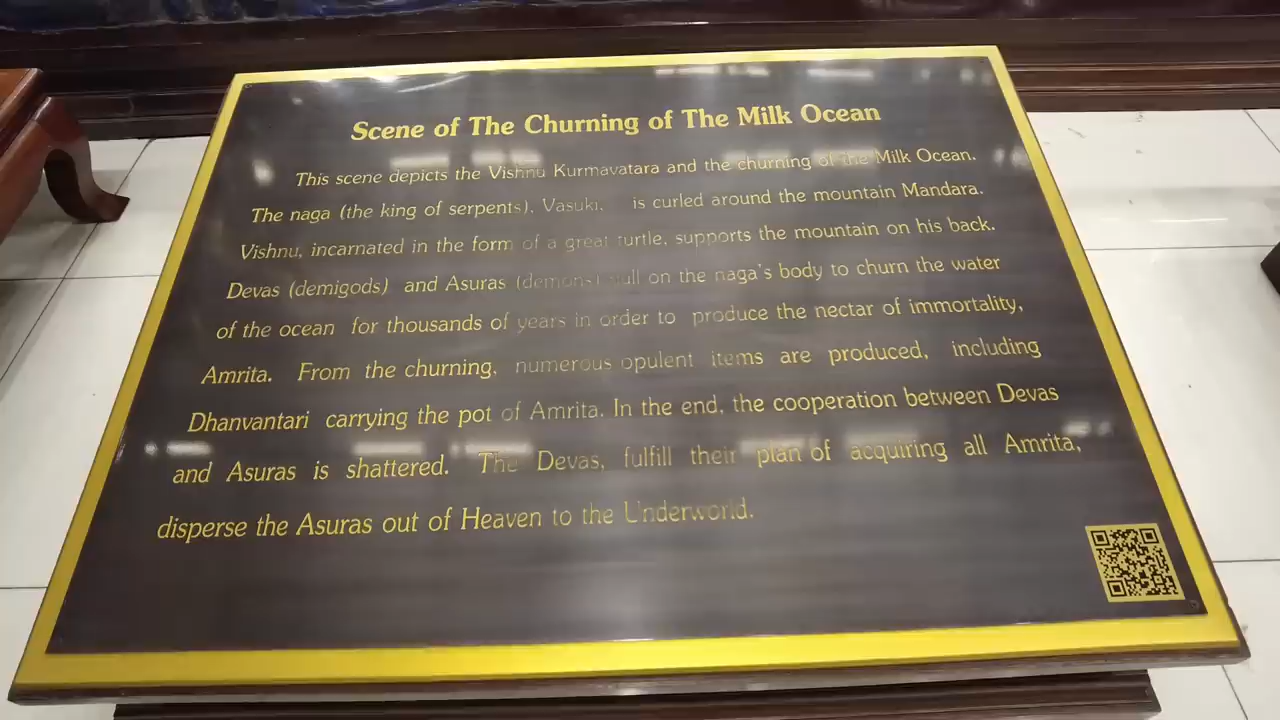 Scene of The Churning of The Milk Ocean
This scene depicts the Vishnu Kurmavatara and the churning of the Milk Ocean.
The naga (the king of serpents), Vasuki, is curled around the mountain Mandara.
Vishnu, incarnated in the form of a great turtle, supports the mountain on his back.
Devas (demigods) and Asuras (demons) pull on the naga's body to churn the water
of the ocean for thousands of years in order to produce the nectar of immortality,
Amrita. From the churning, numerous opulent items are produced, including
Dhanvantari carrying the pot of Amrita. In the end, the cooperation between Devas
and Asuras is shattered. The Devas, fulfill their plan of acquiring all Amrita,
disperse the Asuras out of Heaven to the Underworld.